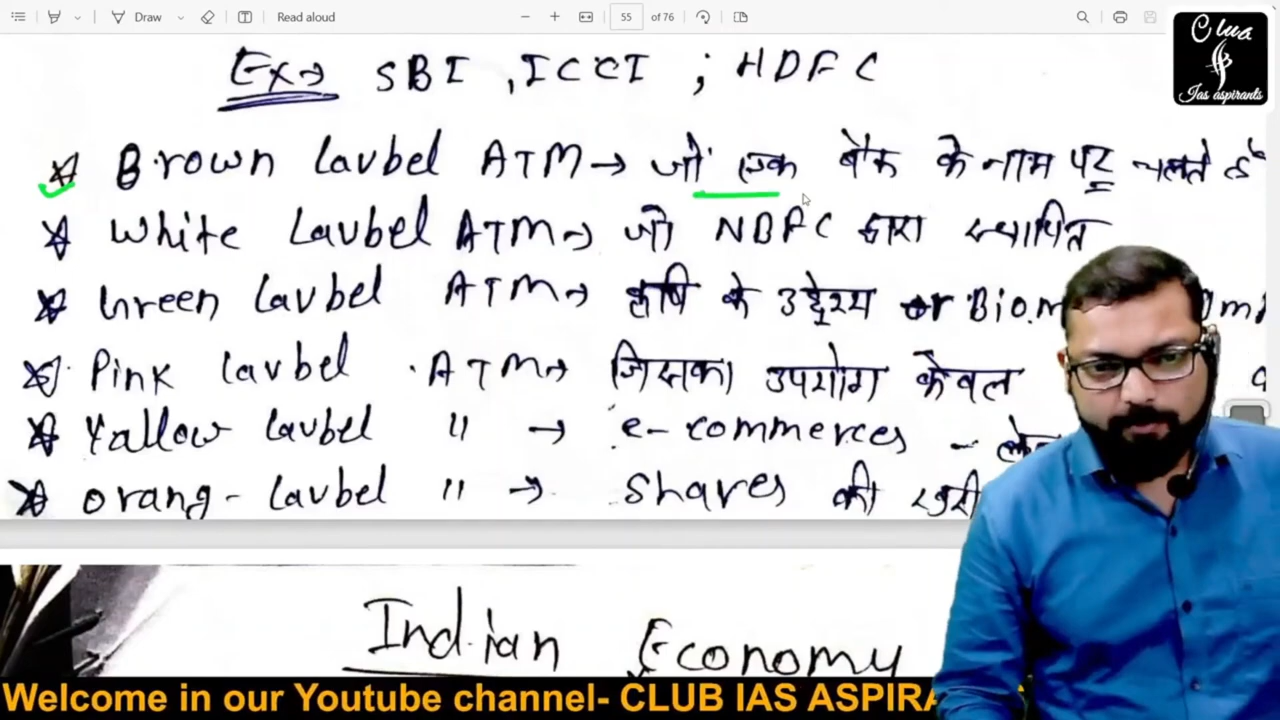 Draw
Read aloud
55
of 76
Club
Ias aspirants
Ex→ SBI , ICCI ; HDFC
Brown Lavbel ATM → जो एक बैंक के नाम पर चलते है
White Lavbel ATM → जो NBFC द्वारा स्थापित
Green Lavbel ATM → कृषि के उद्देश्य or Biom
Pink Lavbel ATM → जिसका उपयोग केवल
Yallow Lavbel " → e-commerces -
Orang- Lavbel " → Shares की
Indian Economy
Welcome in our Youtube channel- CLUB IAS ASPIRA